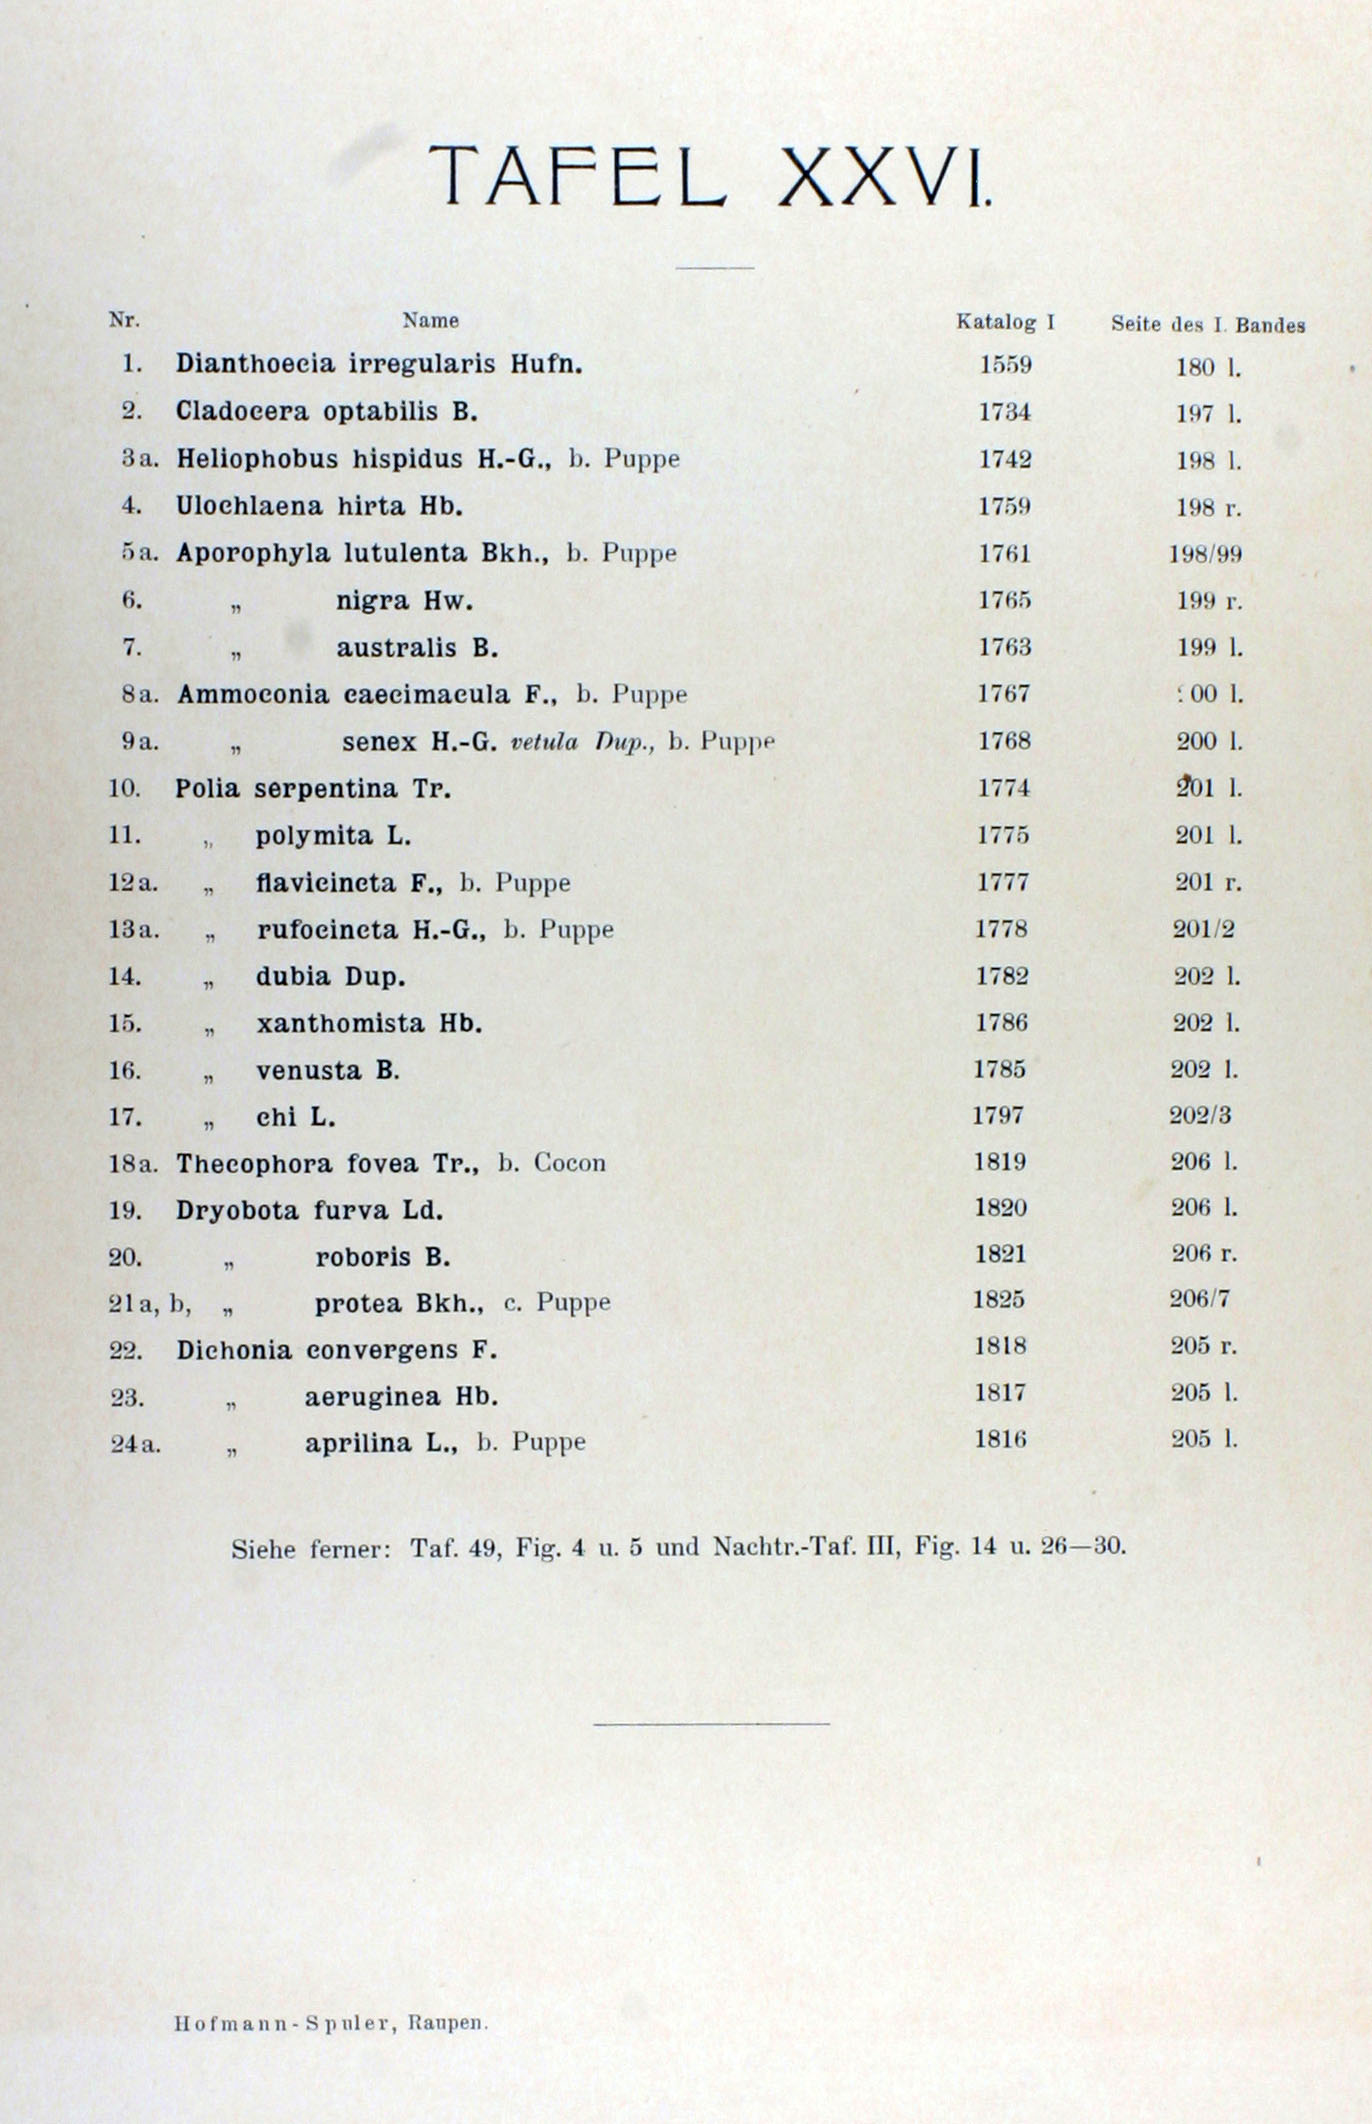 TAFEL XXVI.
Nr. Name Katalog I Seite des I. Bandes
1. Dianthoecia irregularis Hufn. 1559 180 l.
2. Cladocera optabilis B. 1734 197 l.
3a. Heliophobus hispidus H.-G., b. Puppe 1742 198 l.
4. Ulochlaena hirta Hb. 1759 198 r.
5a. Aporophyla lutulenta Bkh., b. Puppe 1761 198/99
6. „ nigra Hw. 1765 199 r.
7. „ australis B. 1763 199 l.
8a. Ammoconia caecimacula F., b. Puppe 1767 00 l.
9a. „ senex H.-G. vetula Dup., b. Puppe 1768 200 l.
10. Polia serpentina Tr. 1774 201 l.
11. „ polymita L. 1775 201 l.
12a. „ flavicincta F., b. Puppe 1777 201 r.
13a. „ rufocincta H.-G., b. Puppe 1778 201/2
14. „ dubia Dup. 1782 202 l.
15. „ xanthomista Hb. 1786 202 l.
16. „ venusta B. 1785 202 l.
17. „ chi L. 1797 202/3
18a. Thecophora fovea Tr., b. Cocon 1819 206 l.
19. Dryobota furva Ld. 1820 206 l.
20. „ roboris B. 1821 206 r.
21a, b, „ protea Bkh., c. Puppe 1825 206/7
22. Dichonia convergens F. 1818 205 r.
23. „ aeruginea Hb. 1817 205 l.
24a. „ aprilina L., b. Puppe 1816 205 l.
Siehe ferner: Taf. 49, Fig. 4 u. 5 und Nachtr.-Taf. III, Fig. 14 u. 26—30.
Hofmann-Spuler, Raupen.